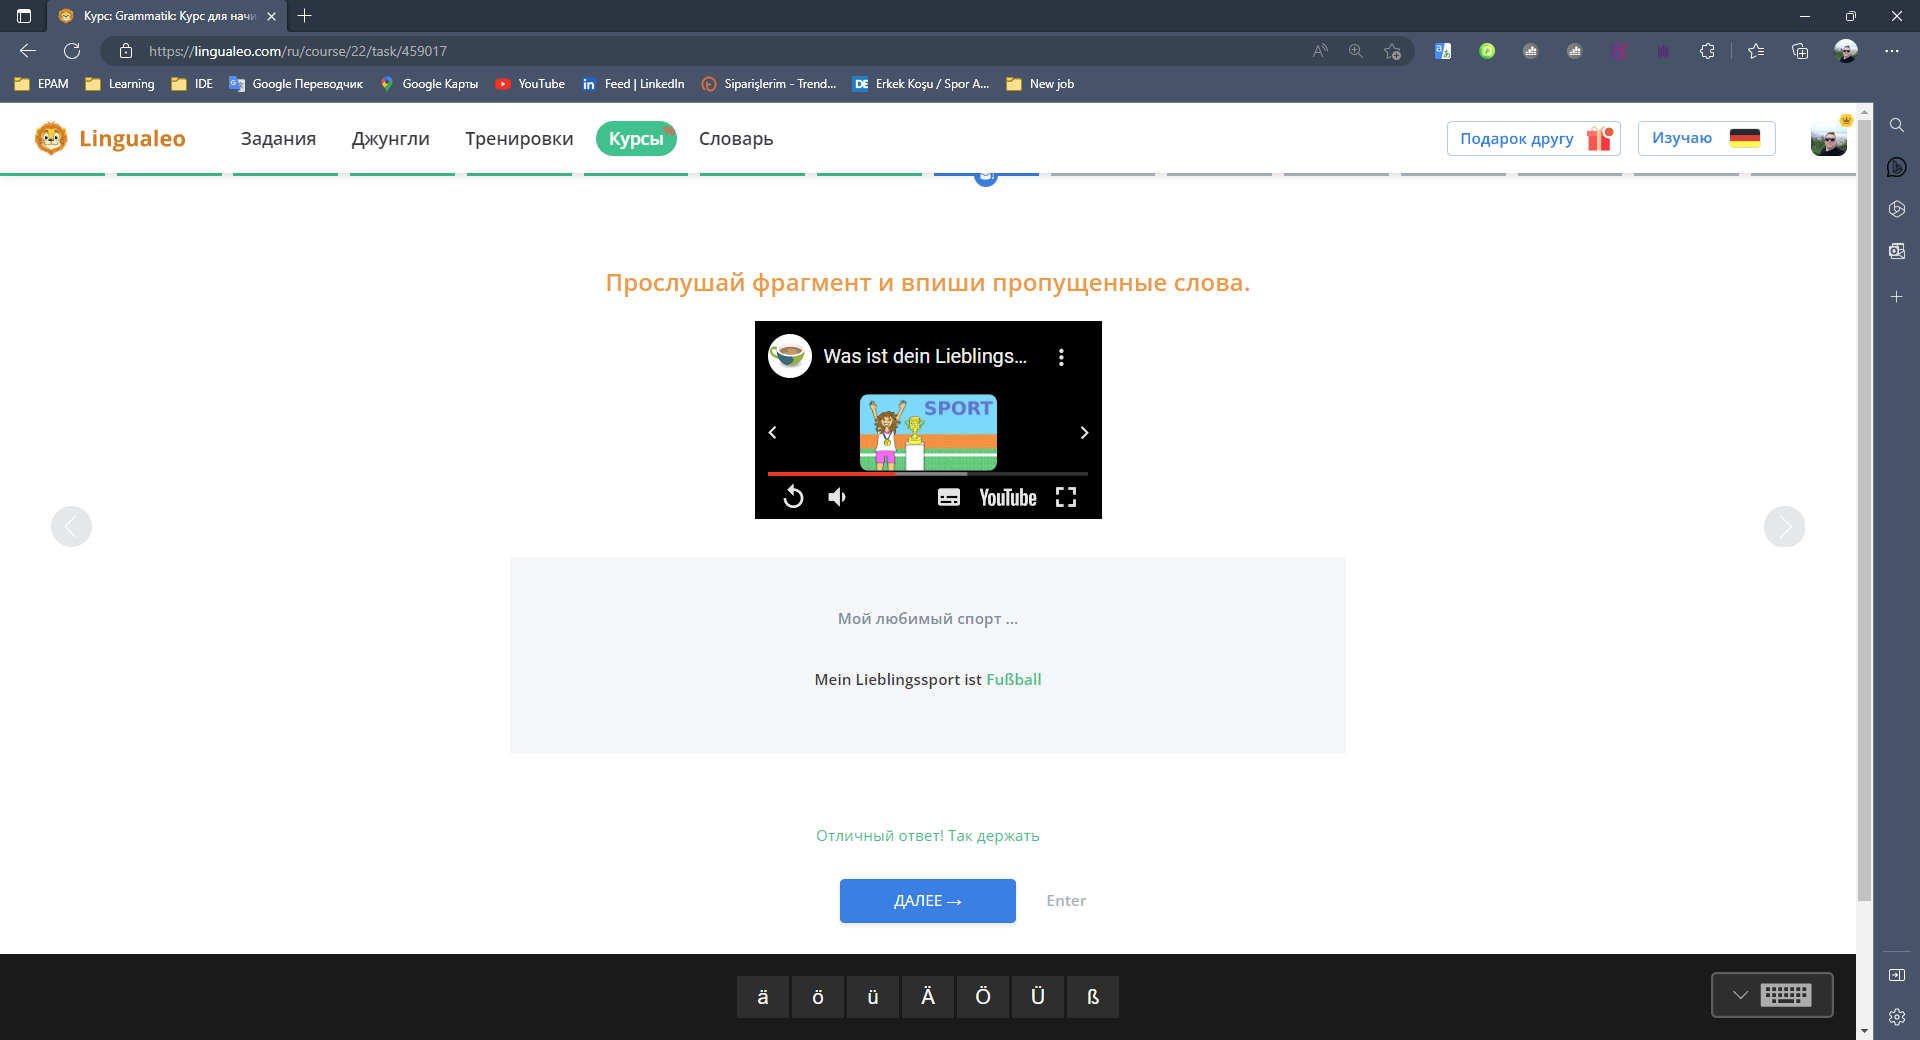 Курс: Grammatik: Курс для начи
https://lingualeo.com/ru/course/22/task/459017
EPAM
Learning
IDE
Google Переводчик
Google Карты
YouTube
Feed | LinkedIn
Siparişlerim - Trend...
DE Erkek Koşu / Spor A...
New job
Lingualeo
Задания
Джунгли
Тренировки
Курсы
Словарь
Подарок другу
Изучаю
Прослушай фрагмент и впиши пропущенные слова.
Was ist dein Lieblings...
SPORT
YouTube
Мой любимый спорт ...
Mein Lieblingssport ist Fußball
Отличный ответ! Так держать
ДАЛЕЕ →
Enter
ä ö ü Ä Ö Ü ß